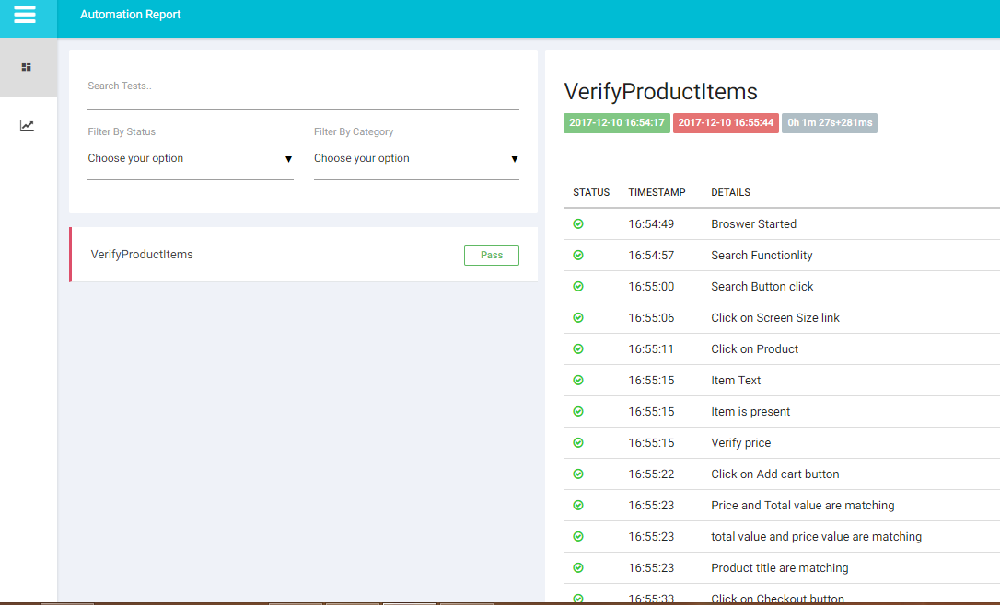 Automation Report
Search Tests..
Filter By Status Filter By Category
Choose your option ▼ Choose your option ▼
VerifyProductItems Pass
VerifyProductItems
2017-12-10 16:54:17 2017-12-10 16:55:44 0h 1m 27s+281ms
STATUS TIMESTAMP DETAILS
16:54:49 Broswer Started
16:54:57 Search Functionlity
16:55:00 Search Button click
16:55:06 Click on Screen Size link
16:55:11 Click on Product
16:55:15 Item Text
16:55:15 Item is present
16:55:15 Verify price
16:55:22 Click on Add cart button
16:55:23 Price and Total value are matching
16:55:23 total value and price value are matching
16:55:23 Product title are matching
16:55:33 Click on Checkout button